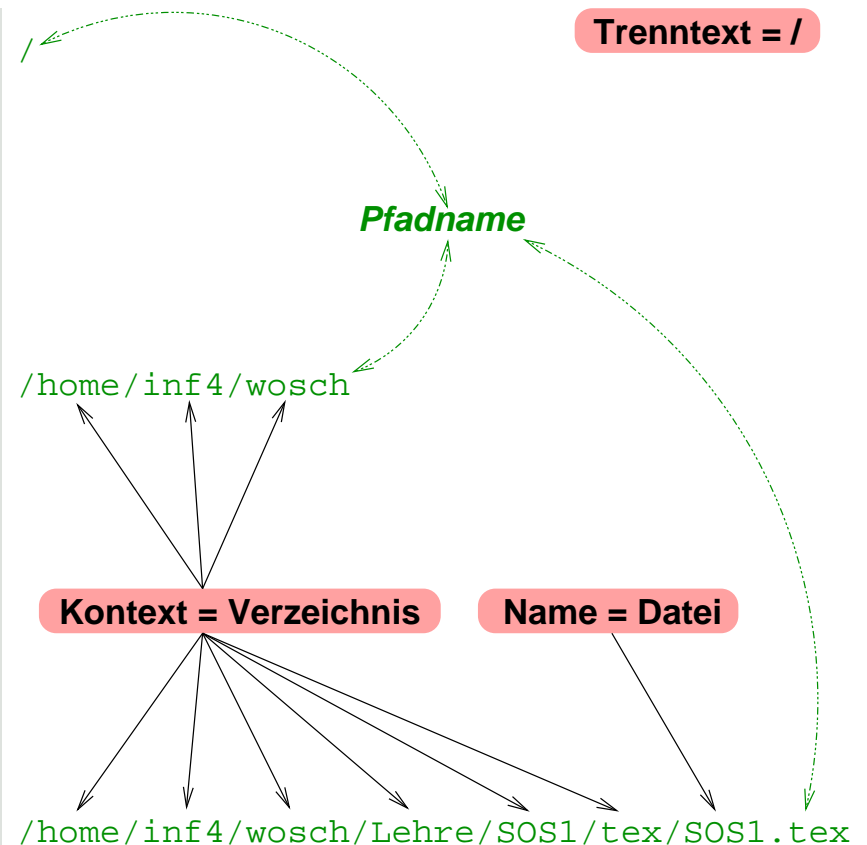 /
Trenntext = /
Pfadname
/home/inf4/wosch
Kontext = Verzeichnis
Name = Datei
/home/inf4/wosch/Lehre/SOS1/tex/SOS1.tex